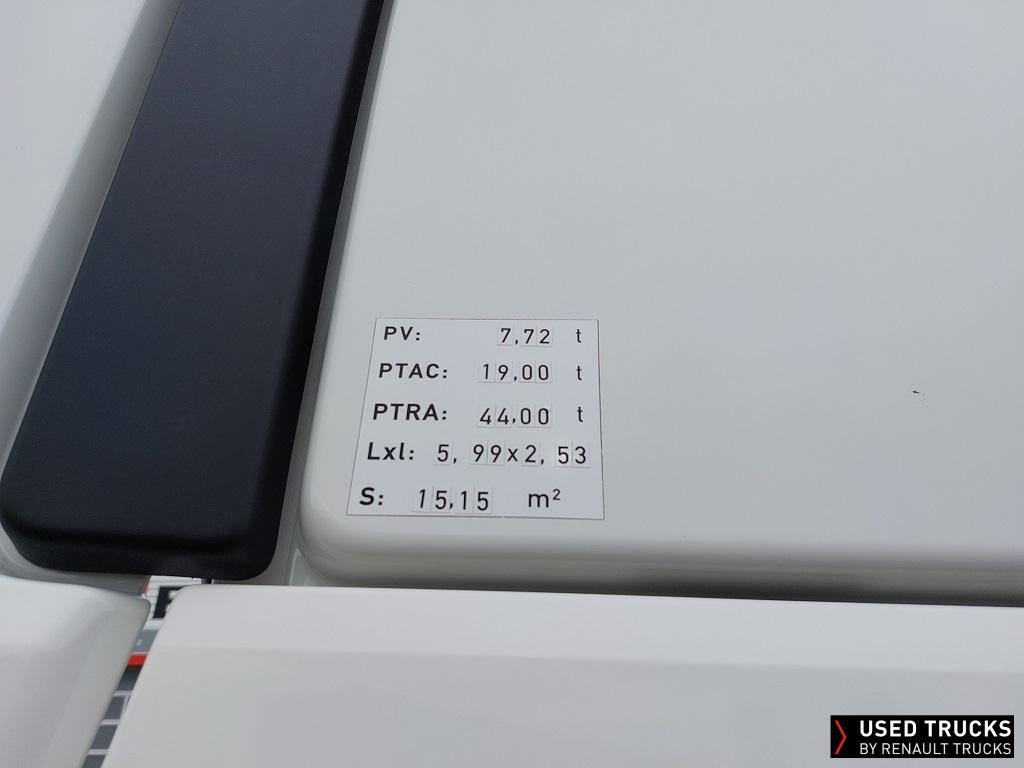 PV: 7,72 t
PTAC: 19,00 t
PTRA: 44,00 t
Lxl: 5,99x2,53
S: 15,15 m²
USED TRUCKS
BY RENAULT TRUCKS